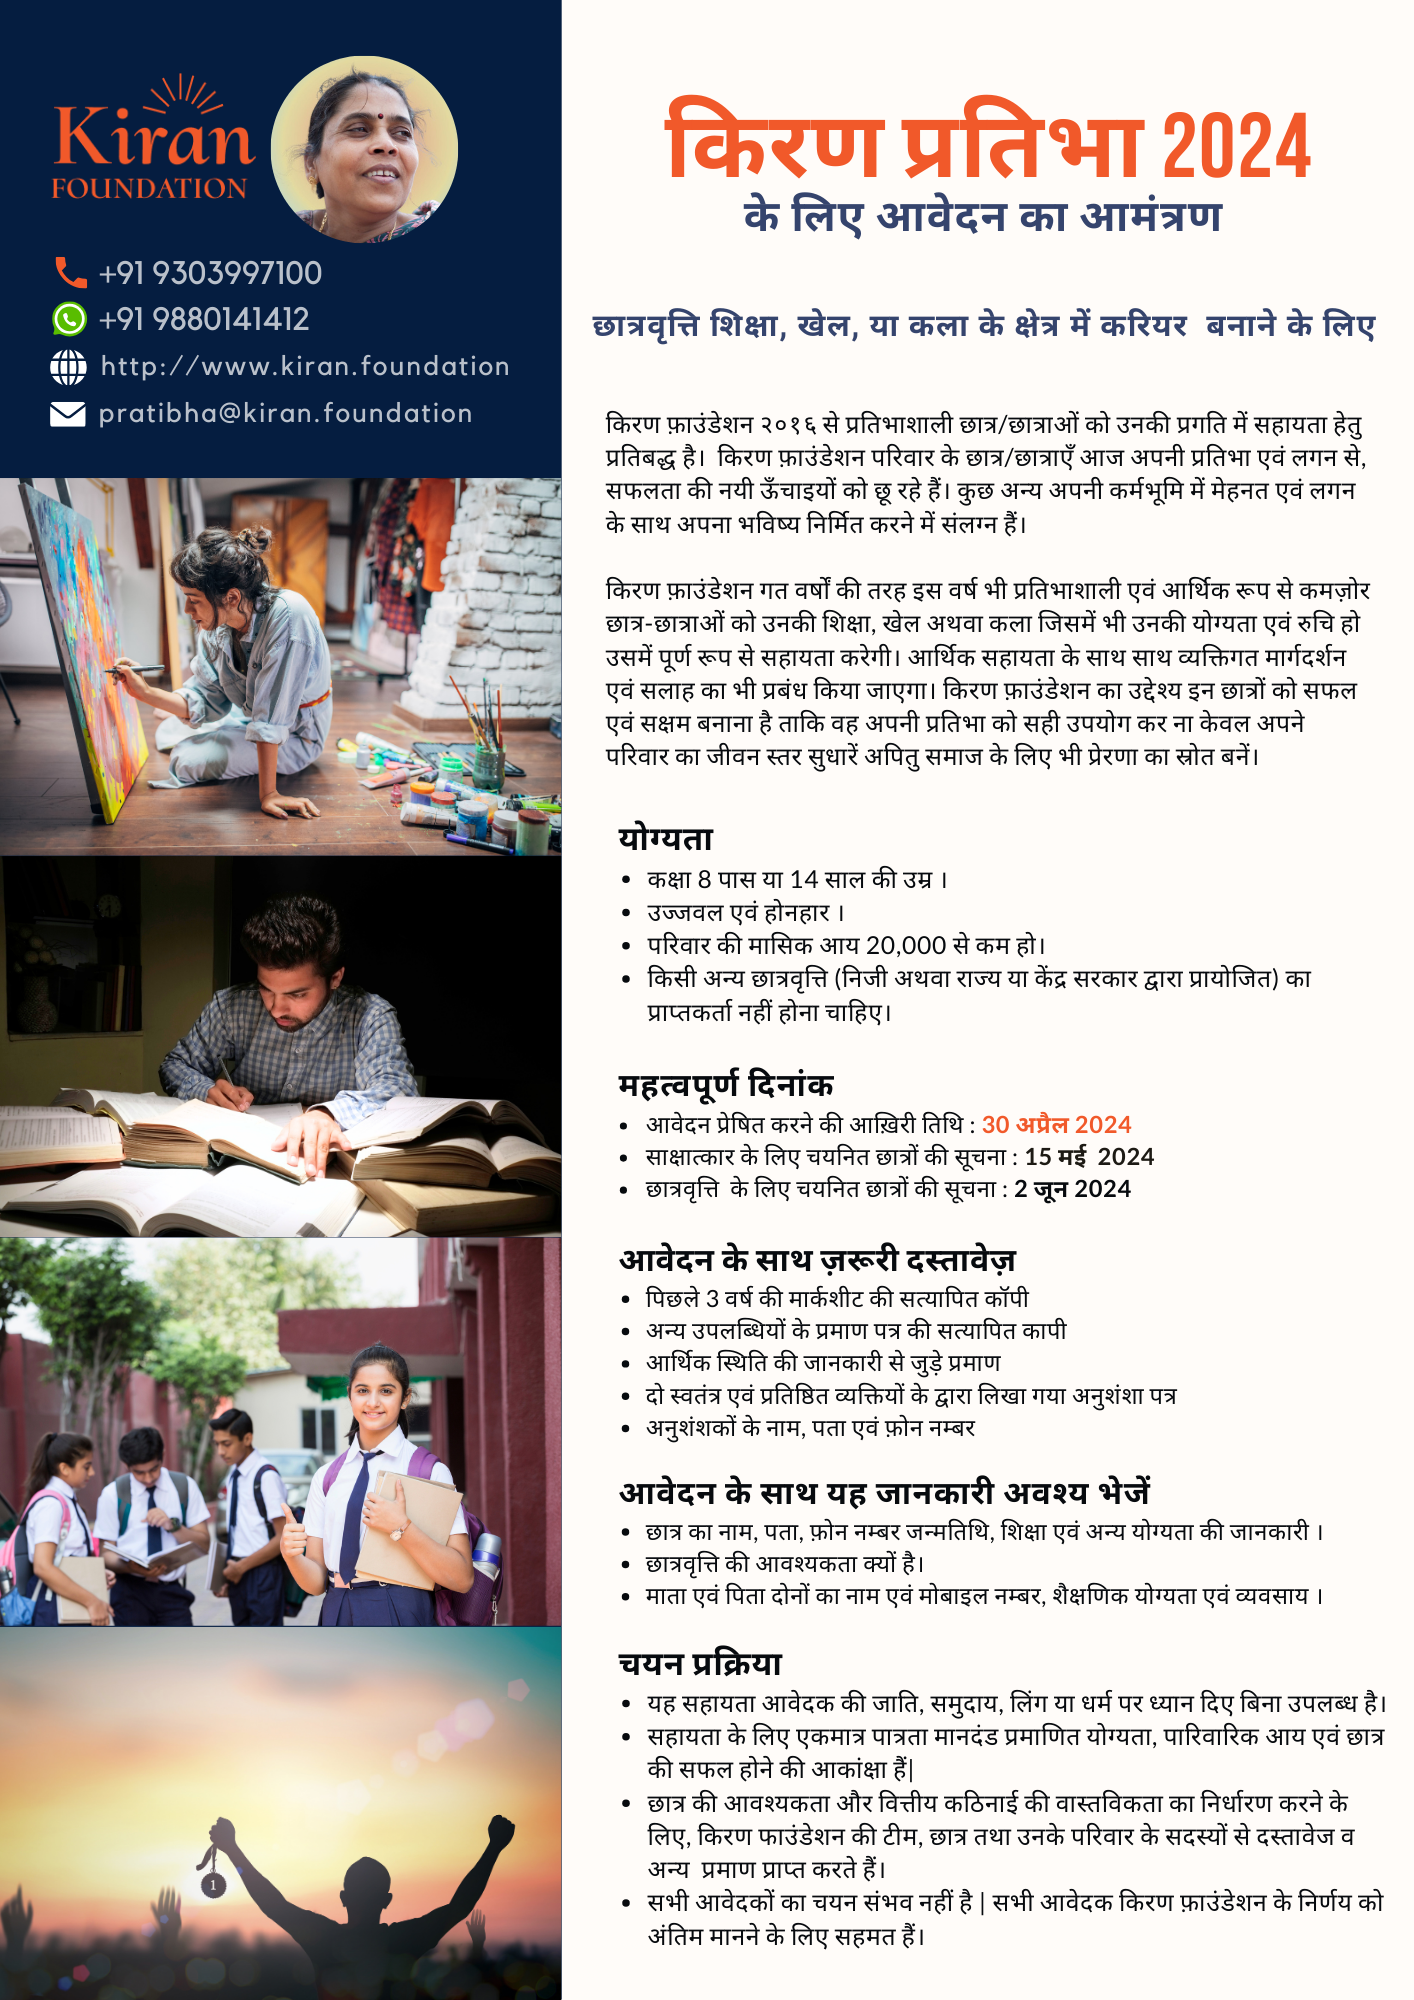 Kiran
FOUNDATION
+91 9303997100
+91 9880141412
http://www.kiran.foundation
pratibha@kiran.foundation
किरण प्रतिभा 2024
के लिए आवेदन का आमंत्रण
छात्रवृत्ति शिक्षा, खेल, या कला के क्षेत्र में करियर बनाने के लिए
किरण फ़ाउंडेशन २०१६ से प्रतिभाशाली छात्र/छात्राओं को उनकी प्रगति में सहायता हेतु
प्रतिबद्ध है। किरण फ़ाउंडेशन परिवार के छात्र/छात्राएँ आज अपनी प्रतिभा एवं लगन से,
सफलता की नयी ऊँचाइयों को छू रहे हैं। कुछ अन्य अपनी कर्मभूमि में मेहनत एवं लगन
के साथ अपना भविष्य निर्मित करने में संलग्न हैं।
किरण फ़ाउंडेशन गत वर्षों की तरह इस वर्ष भी प्रतिभाशाली एवं आर्थिक रूप से कमज़ोर
छात्र-छात्राओं को उनकी शिक्षा, खेल अथवा कला जिसमें भी उनकी योग्यता एवं रुचि हो
उसमें पूर्ण रूप से सहायता करेगी। आर्थिक सहायता के साथ साथ व्यक्तिगत मार्गदर्शन
एवं सलाह का भी प्रबंध किया जाएगा। किरण फ़ाउंडेशन का उद्देश्य इन छात्रों को सफल
एवं सक्षम बनाना है ताकि वह अपनी प्रतिभा को सही उपयोग कर ना केवल अपने
परिवार का जीवन स्तर सुधारें अपितु समाज के लिए भी प्रेरणा का स्रोत बनें।
योग्यता
• कक्षा 8 पास या 14 साल की उम्र ।
• उज्जवल एवं होनहार ।
• परिवार की मासिक आय 20,000 से कम हो।
• किसी अन्य छात्रवृत्ति (निजी अथवा राज्य या केंद्र सरकार द्वारा प्रायोजित) का
प्राप्तकर्ता नहीं होना चाहिए।
महत्वपूर्ण दिनांक
• आवेदन प्रेषित करने की आख़िरी तिथि : 30 अप्रैल 2024
• साक्षात्कार के लिए चयनित छात्रों की सूचना : 15 मई 2024
• छात्रवृत्ति के लिए चयनित छात्रों की सूचना : 2 जून 2024
आवेदन के साथ ज़रूरी दस्तावेज़
• पिछले 3 वर्ष की मार्कशीट की सत्यापित कॉपी
• अन्य उपलब्धियों के प्रमाण पत्र की सत्यापित कापी
• आर्थिक स्थिति की जानकारी से जुड़े प्रमाण
• दो स्वतंत्र एवं प्रतिष्ठित व्यक्तियों के द्वारा लिखा गया अनुशंशा पत्र
• अनुशंशकों के नाम, पता एवं फ़ोन नम्बर
आवेदन के साथ यह जानकारी अवश्य भेजें
• छात्र का नाम, पता, फ़ोन नम्बर जन्मतिथि, शिक्षा एवं अन्य योग्यता की जानकारी ।
• छात्रवृत्ति की आवश्यकता क्यों है।
• माता एवं पिता दोनों का नाम एवं मोबाइल नम्बर, शैक्षणिक योग्यता एवं व्यवसाय ।
चयन प्रक्रिया
• यह सहायता आवेदक की जाति, समुदाय, लिंग या धर्म पर ध्यान दिए बिना उपलब्ध है।
• सहायता के लिए एकमात्र पात्रता मानदंड प्रमाणित योग्यता, पारिवारिक आय एवं छात्र
की सफल होने की आकांक्षा हैं|
• छात्र की आवश्यकता और वित्तीय कठिनाई की वास्तविकता का निर्धारण करने के
लिए, किरण फाउंडेशन की टीम, छात्र तथा उनके परिवार के सदस्यों से दस्तावेज व
अन्य प्रमाण प्राप्त करते हैं।
• सभी आवेदकों का चयन संभव नहीं है | सभी आवेदक किरण फ़ाउंडेशन के निर्णय को
अंतिम मानने के लिए सहमत हैं।
1